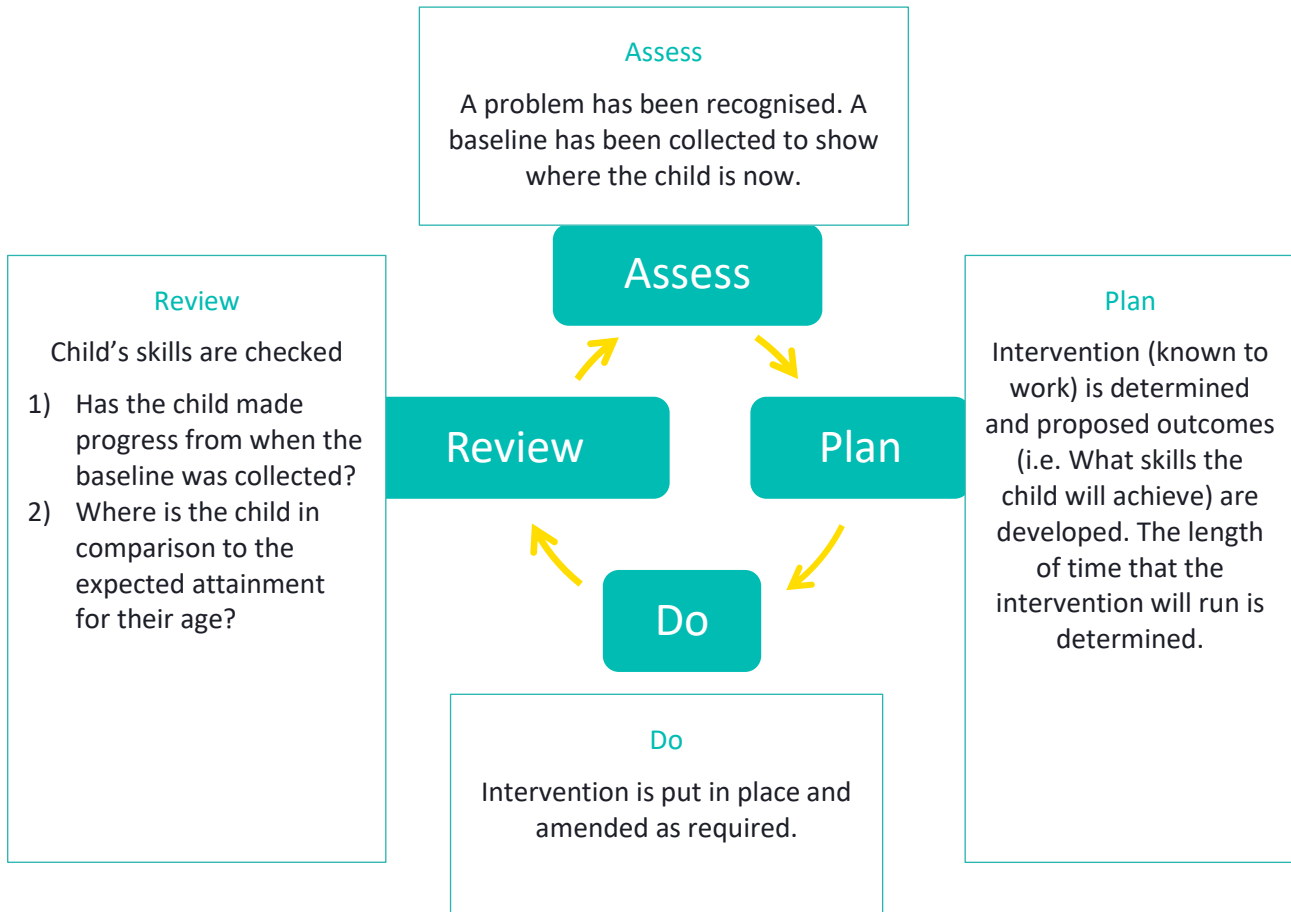 Assess
A problem has been recognised. A
baseline has been collected to show
where the child is now.
Assess
Review
Child’s skills are checked
1) Has the child made
progress from when the
baseline was collected?
2) Where is the child in
comparison to the
expected attainment
for their age?
Review
Plan
Plan
Intervention (known to
work) is determined
and proposed outcomes
(i.e. What skills the
child will achieve) are
developed. The length
of time that the
intervention will run is
determined.
Do
Do
Intervention is put in place and
amended as required.